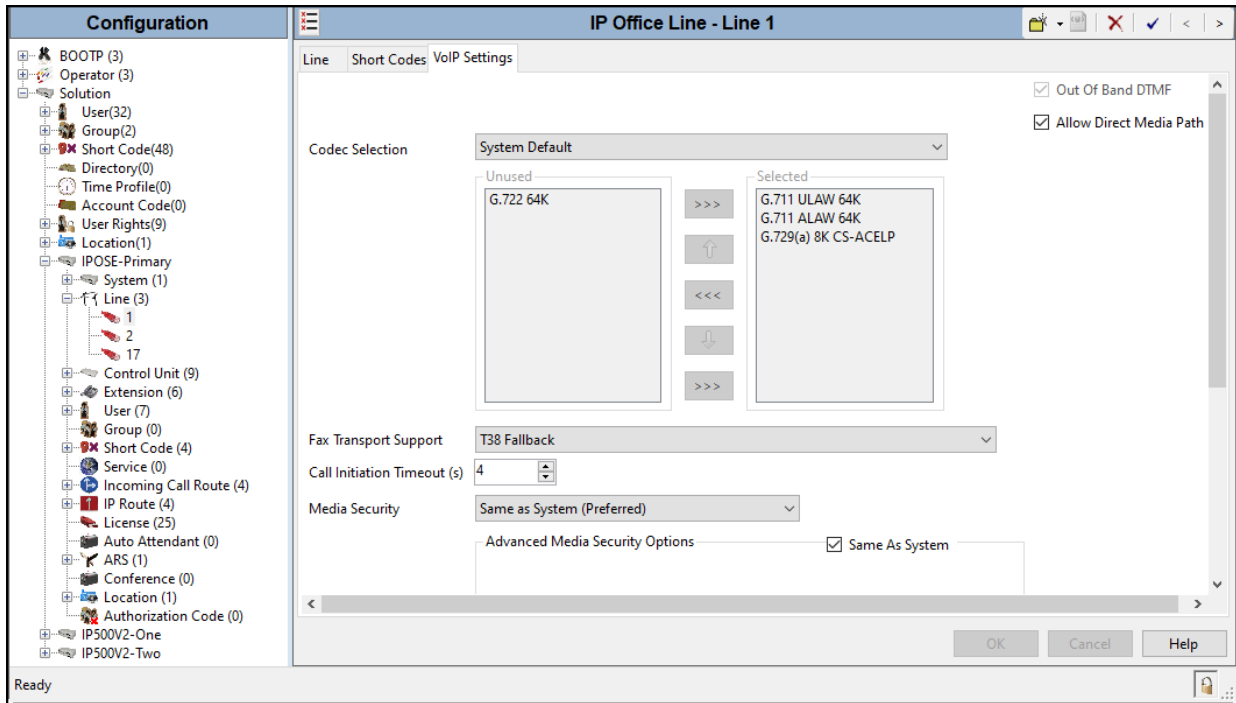 Configuration
BOOTP (3)
Operator (3)
Solution
User(32)
Group(2)
Short Code(48)
Directory(0)
Time Profile(0)
Account Code(0)
User Rights(9)
Location(1)
IPOSE-Primary
System (1)
Line (3)
1
2
17
Control Unit (9)
Extension (6)
User (7)
Group (0)
Short Code (4)
Service (0)
Incoming Call Route (4)
IP Route (4)
License (25)
Auto Attendant (0)
ARS (1)
Conference (0)
Location (1)
Authorization Code (0)
IP500V2-One
IP500V2-Two
IP Office Line - Line 1
Line Short Codes VoIP Settings
Out Of Band DTMF
Allow Direct Media Path
Codec Selection System Default
Unused
G.722 64K
>>>
<<<
>>>
Selected
G.711 ULAW 64K
G.711 ALAW 64K
G.729(a) 8K CS-ACELP
Fax Transport Support T38 Fallback
Call Initiation Timeout (s) 4
Media Security Same as System (Preferred)
Advanced Media Security Options Same As System
OK Cancel Help
Ready